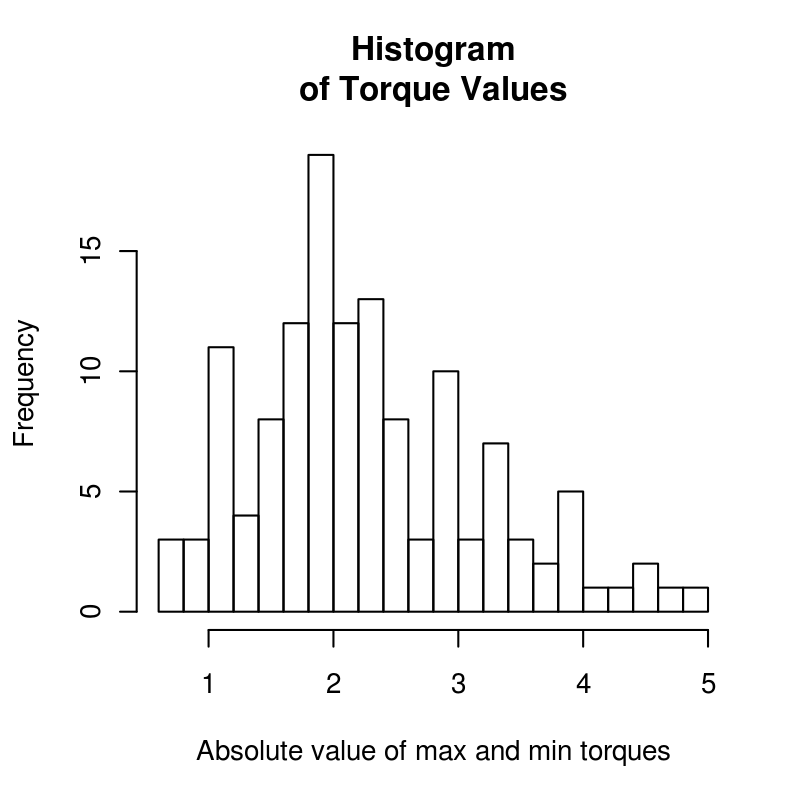 Histogram
of Torque Values
Frequency
15
10
5
0
1 2 3 4 5
Absolute value of max and min torques